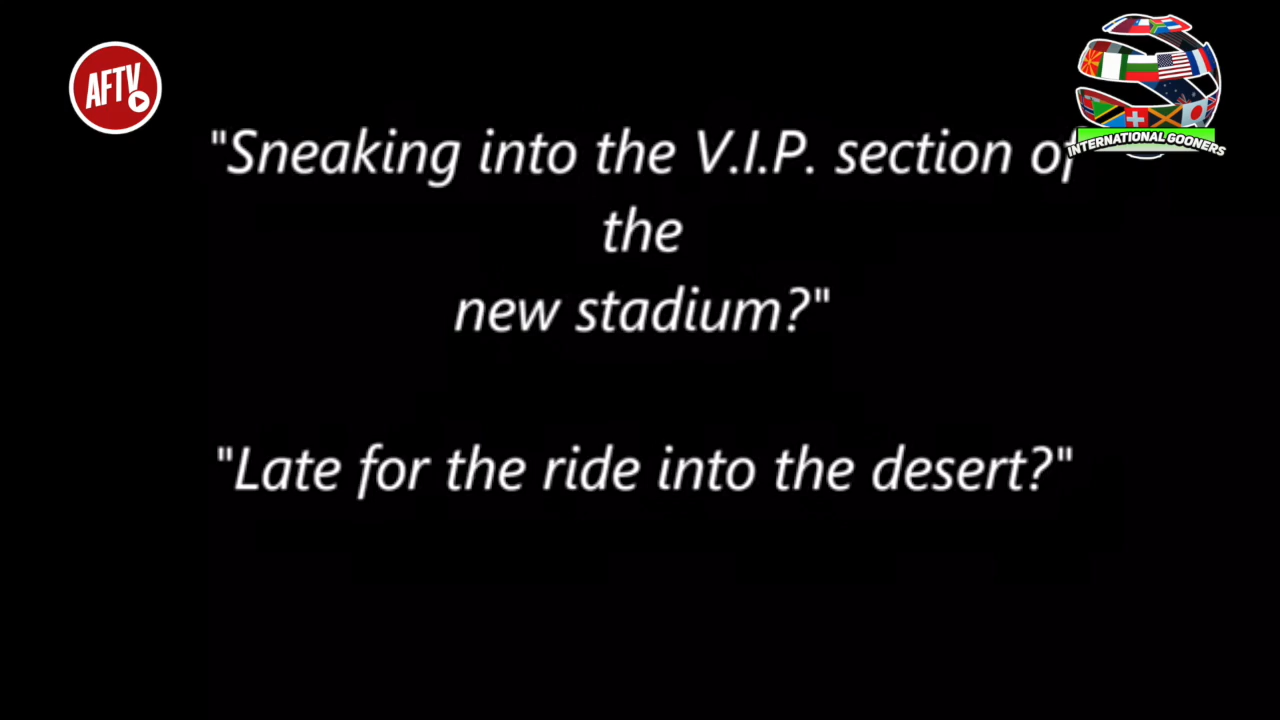 AFTV
INTERNATIONAL GOONERS
"Sneaking into the V.I.P. section of
the
new stadium?"
"Late for the ride into the desert?"